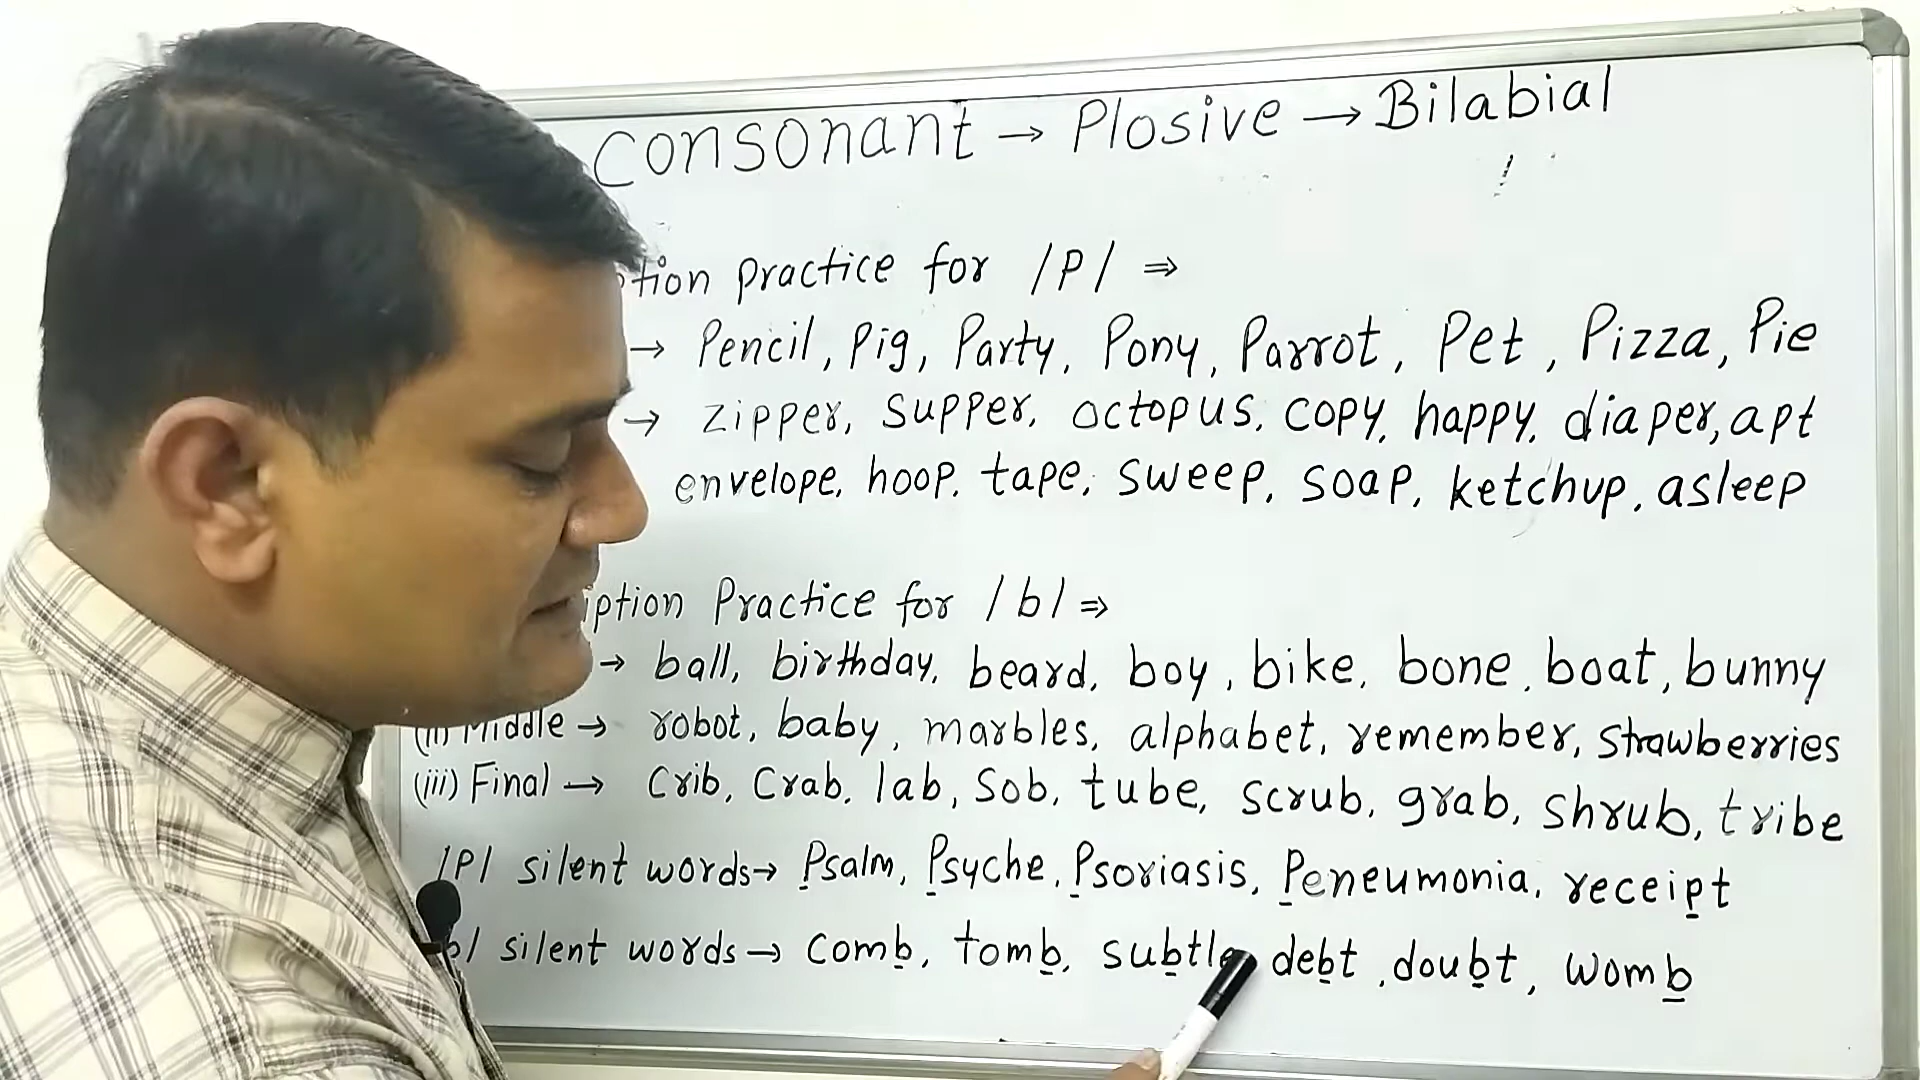 Consonant → Plosive → Bilabial
practice for /P/ ⇒
→ Pencil, Pig, Party, Pony, Parrot, Pet, Pizza, Pie
→ zipper, supper, octopus, copy, happy, diaper, apt
envelope, hoop, tape, sweep, soap, ketchup, asleep
Practice for /b/ ⇒
→ ball, birthday, beard, boy, bike, bone, boat, bunny
(ii) Middle → robot, baby, marbles, alphabet, remember, strawberries
(iii) Final → Crib, Crab, lab, Sob, tube, scrub, grab, shrub, tribe
/P/ silent words → Psalm, Psyche, Psoriasis, Peneumonia, receipt
silent words → comb, tomb, subtle, debt, doubt, womb